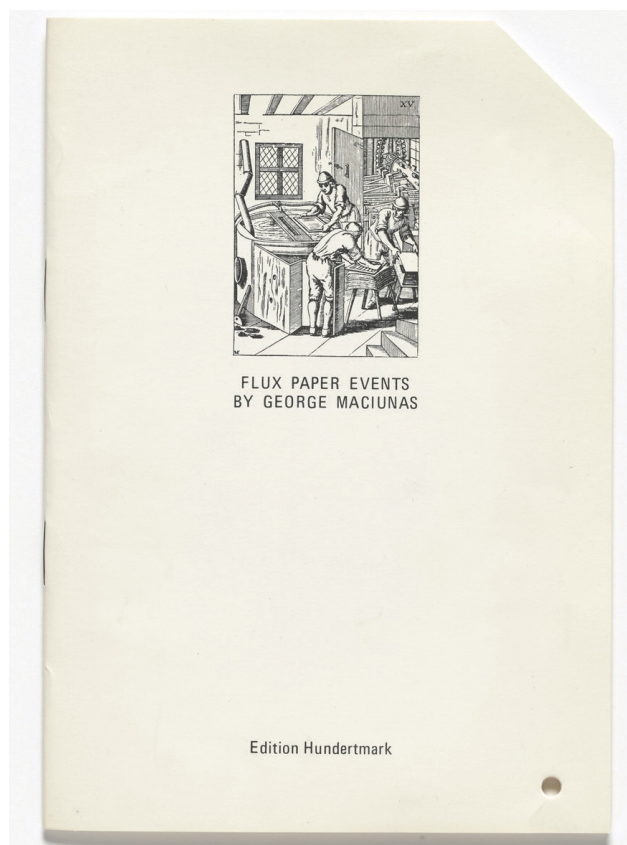 XV
FLUX PAPER EVENTS
BY GEORGE MACIUNAS
Edition Hundertmark